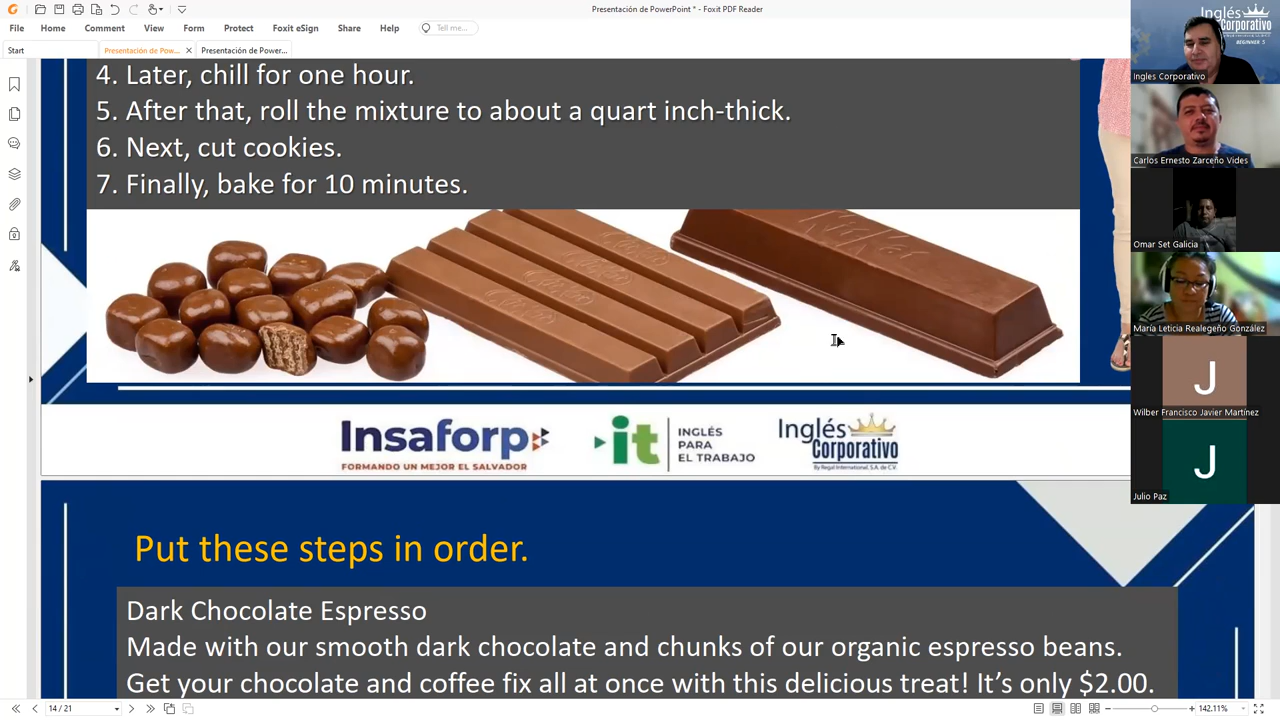 Presentación de PowerPoint * - Foxit PDF Reader
File Home Comment View Form Protect Foxit eSign Share Help Tell me...
Start Presentación de Pow... Presentación de Power...
4. Later, chill for one hour.
5. After that, roll the mixture to about a quart inch-thick.
6. Next, cut cookies.
7. Finally, bake for 10 minutes.
Insaforp
FORMANDO UN MEJOR EL SALVADOR
it
INGLÉS
PARA
EL TRABAJO
Inglés
Corporativo
By Regal International, S.A. de C.V.
Put these steps in order.
Dark Chocolate Espresso
Made with our smooth dark chocolate and chunks of our organic espresso beans.
Get your chocolate and coffee fix all at once with this delicious treat! It's only $2.00.
Inglés
Corporativo
BEGINNER 5
Ingles Corporativo
Carlos Ernesto Zarceño Vides
Omar Set Galicia
María Leticia Realegeño González
J
Wilber Francisco Javier Martínez
J
Julio Paz
14 / 21
142.11%